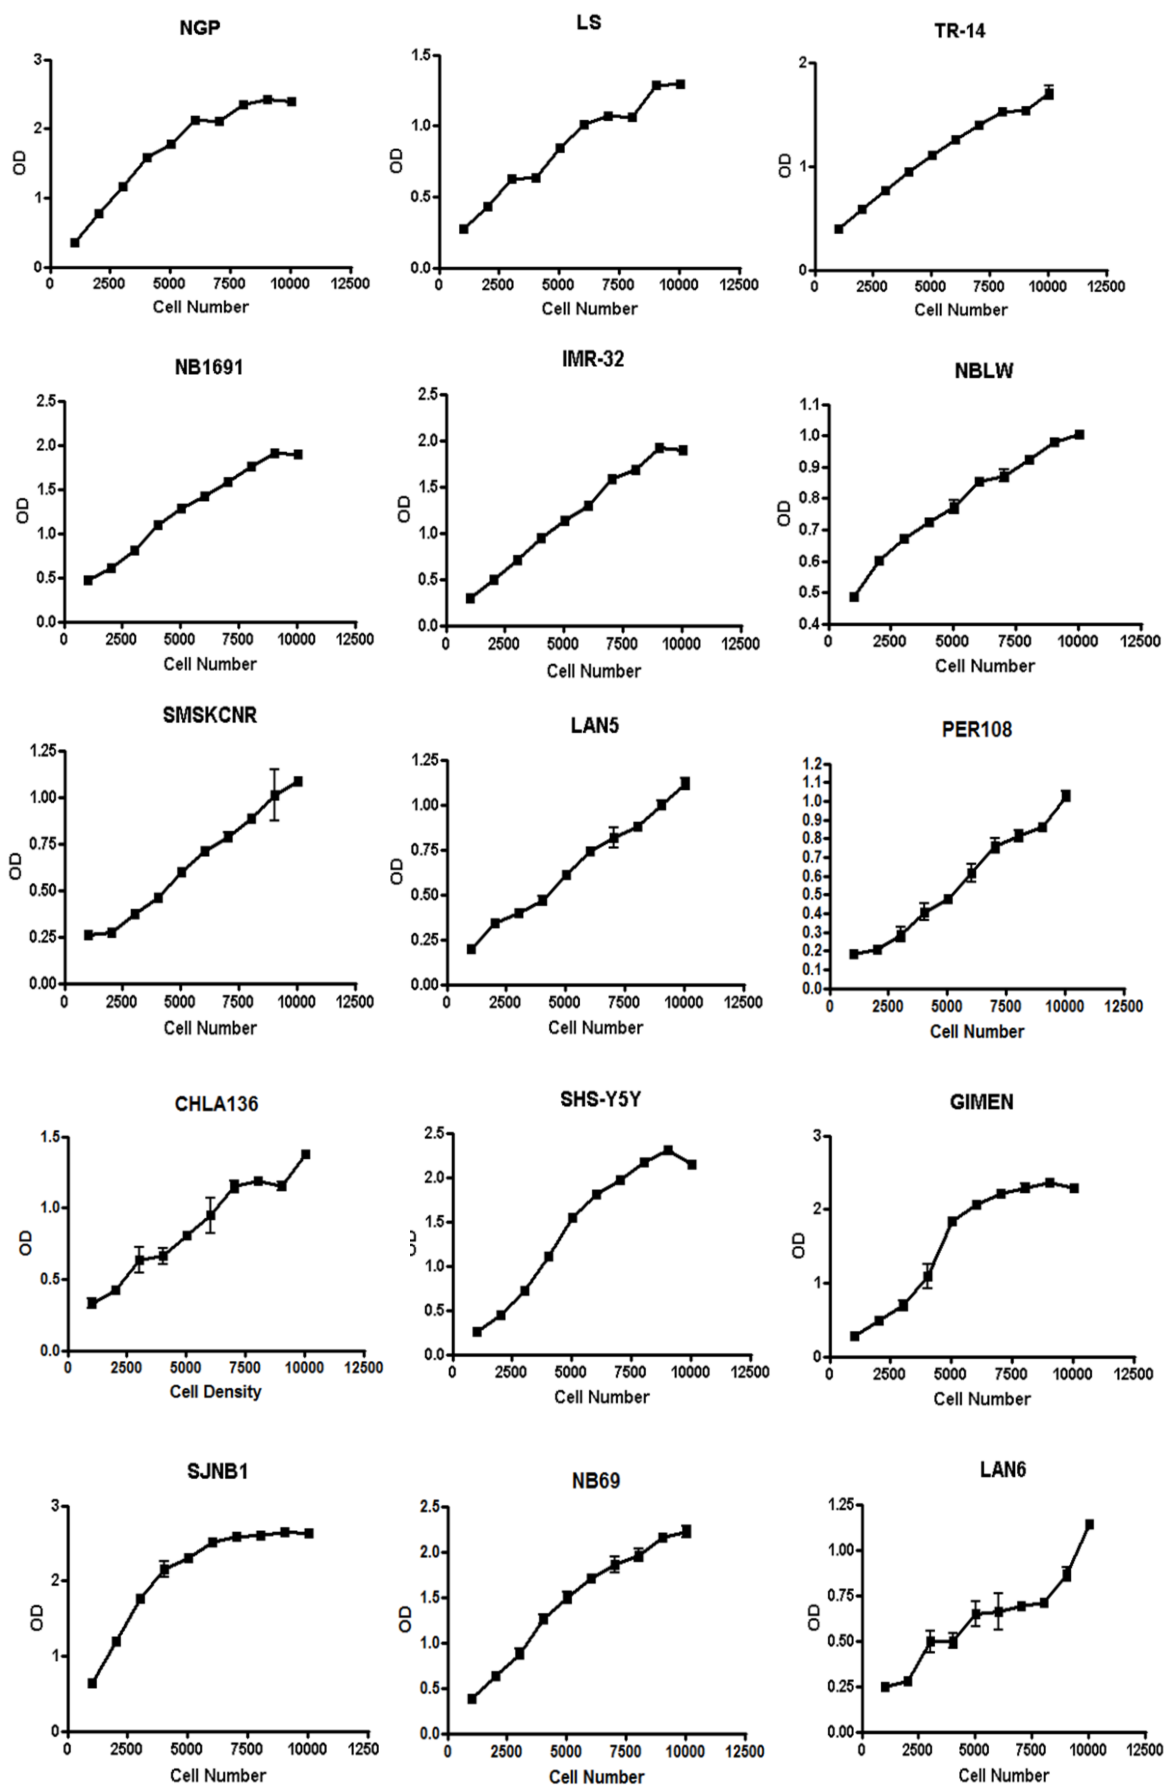 NGP
3
2
1
0
OD
0 2500 5000 7500 10000 12500
Cell Number
LS
1.5
1.0
0.5
0.0
OD
0 2500 5000 7500 10000 12500
Cell Number
TR-14
2
1
0
OD
0 2500 5000 7500 10000 12500
Cell Number
NB1691
2.5
2.0
1.5
1.0
0.5
0.0
OD
0 2500 5000 7500 10000 12500
Cell Number
IMR-32
2.5
2.0
1.5
1.0
0.5
0.0
OD
0 2500 5000 7500 10000 12500
Cell Number
NBLW
1.1
1.0
0.9
0.8
0.7
0.6
0.5
0.4
OD
0 2500 5000 7500 10000 12500
Cell Number
SMSKCNR
1.25
1.00
0.75
0.50
0.25
0.00
OD
0 2500 5000 7500 10000 12500
Cell Number
LAN5
1.25
1.00
0.75
0.50
0.25
0.00
OD
0 2500 5000 7500 10000 12500
Cell Number
PER108
1.2
1.1
1.0
0.9
0.8
0.7
0.6
0.5
0.4
0.3
0.2
0.1
0.0
OD
0 2500 5000 7500 10000 12500
Cell Number
CHLA136
1.5
1.0
0.5
0.0
OD
0 2500 5000 7500 10000 12500
Cell Density
SHS-Y5Y
2.5
2.0
1.5
1.0
0.5
0.0
OD
0 2500 5000 7500 10000 12500
Cell Number
GIMEN
3
2
1
0
OD
0 2500 5000 7500 10000 12500
Cell Number
SJNB1
3
2
1
0
OD
0 2500 5000 7500 10000 12500
Cell Number
NB69
2.5
2.0
1.5
1.0
0.5
0.0
OD
0 2500 5000 7500 10000 12500
Cell Number
LAN6
1.25
1.00
0.75
0.50
0.25
0.00
OD
0 2500 5000 7500 10000 12500
Cell Number